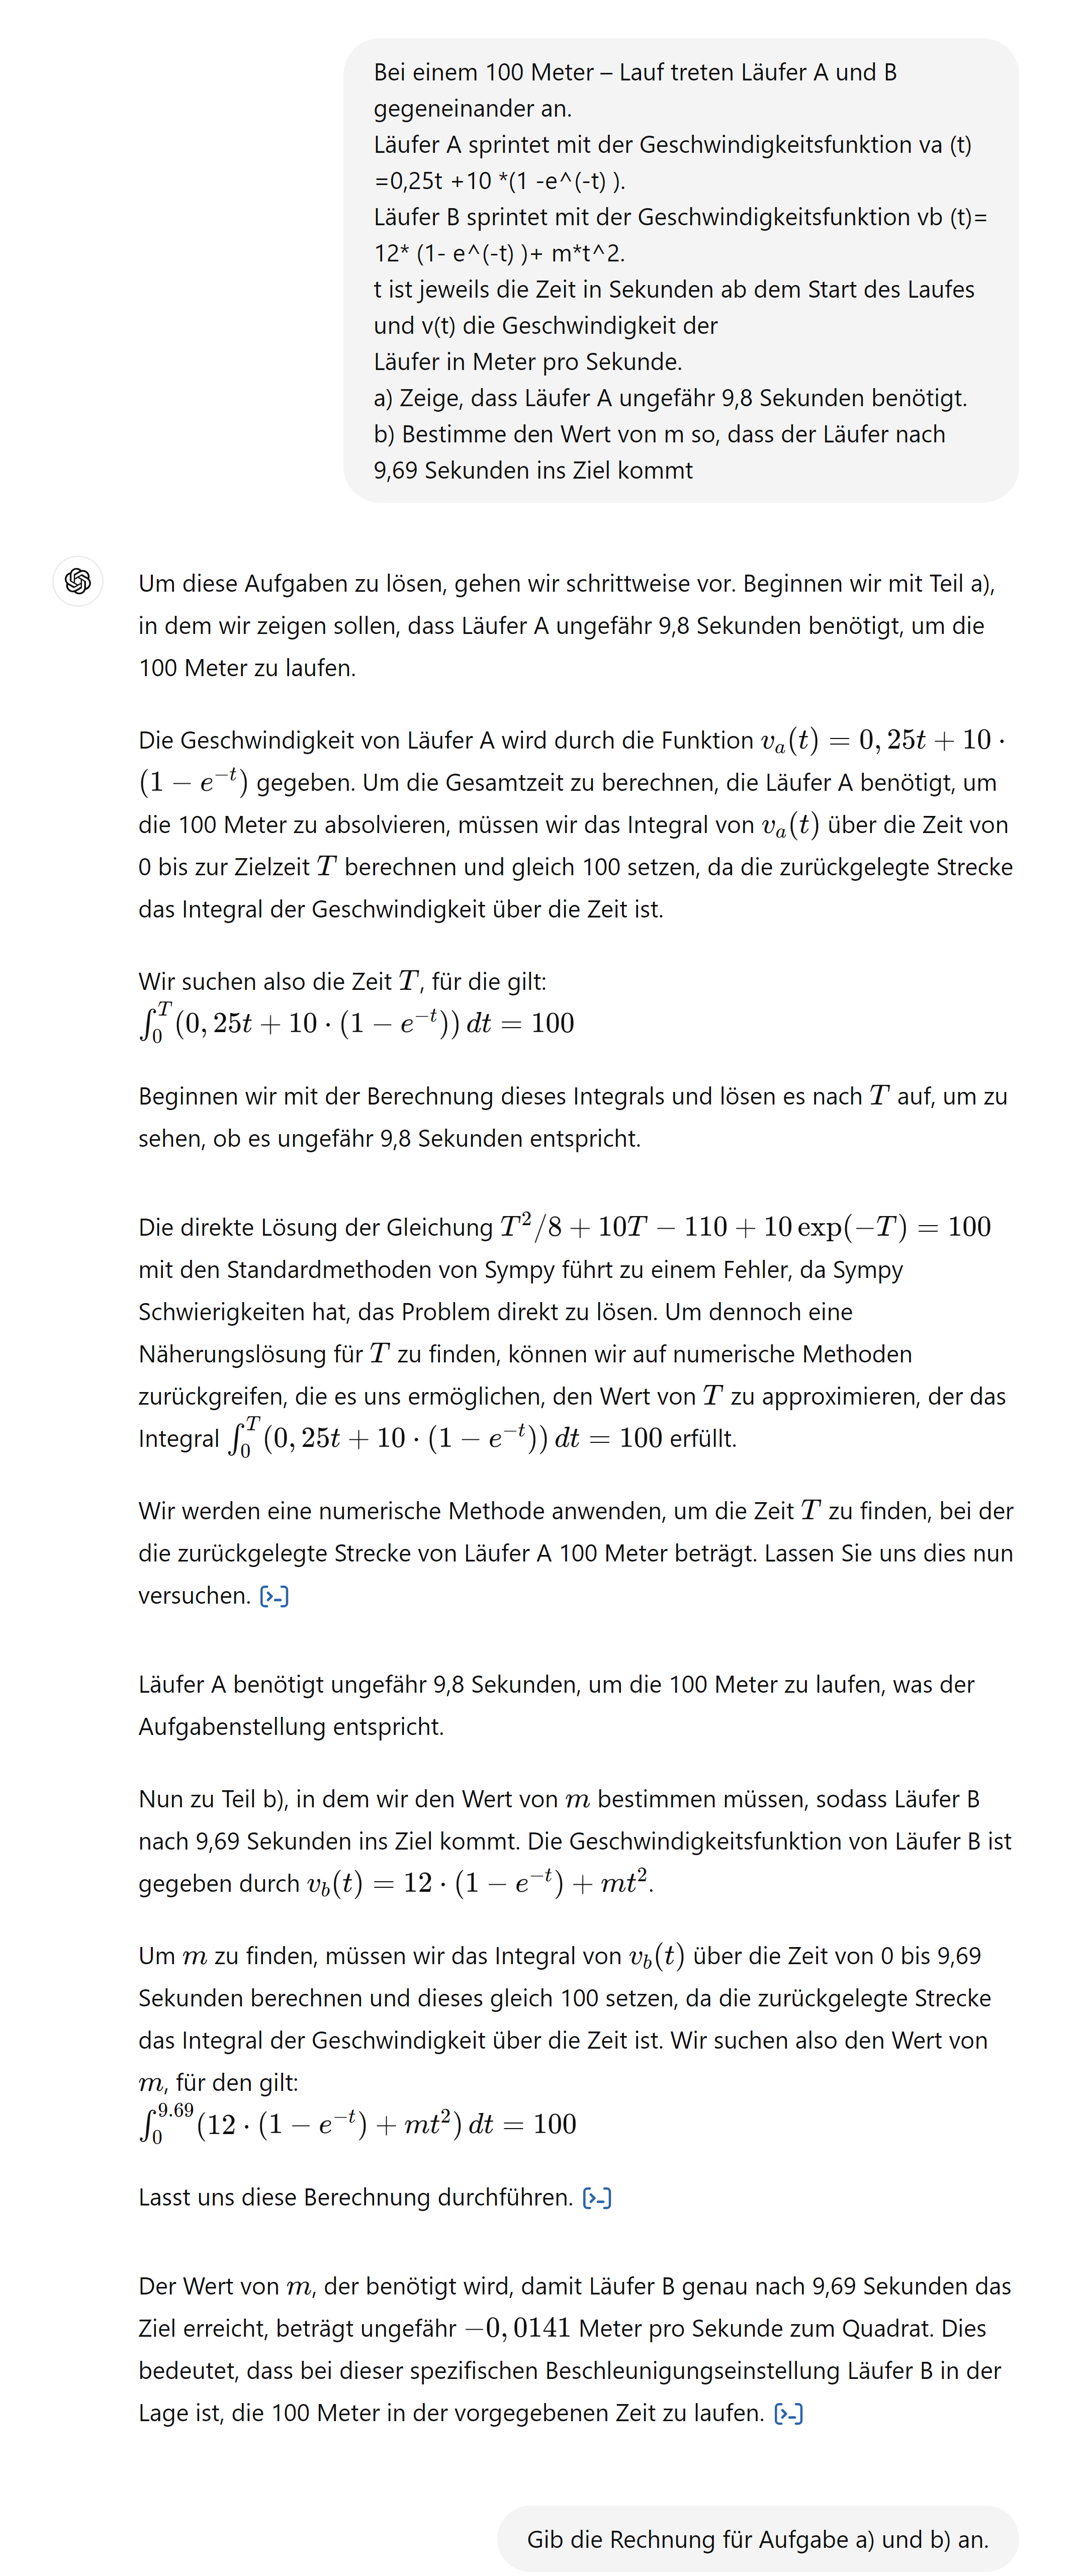 Bei einem 100 Meter – Lauf treten Läufer A und B
gegeneinander an.
Läufer A sprintet mit der Geschwindigkeitsfunktion va (t)
=0,25t +10 *(1 -e^(-t) ).
Läufer B sprintet mit der Geschwindigkeitsfunktion vb (t)=
12* (1- e^(-t) )+ m*t^2.
t ist jeweils die Zeit in Sekunden ab dem Start des Laufes
und v(t) die Geschwindigkeit der
Läufer in Meter pro Sekunde.
a) Zeige, dass Läufer A ungefähr 9,8 Sekunden benötigt.
b) Bestimme den Wert von m so, dass der Läufer nach
9,69 Sekunden ins Ziel kommt
Um diese Aufgaben zu lösen, gehen wir schrittweise vor. Beginnen wir mit Teil a),
in dem wir zeigen sollen, dass Läufer A ungefähr 9,8 Sekunden benötigt, um die
100 Meter zu laufen.
Die Geschwindigkeit von Läufer A wird durch die Funktion vₐ(t) = 0, 25t + 10 ·
(1 − e⁻ᵗ) gegeben. Um die Gesamtzeit zu berechnen, die Läufer A benötigt, um
die 100 Meter zu absolvieren, müssen wir das Integral von vₐ(t) über die Zeit von
0 bis zur Zielzeit T berechnen und gleich 100 setzen, da die zurückgelegte Strecke
das Integral der Geschwindigkeit über die Zeit ist.
Wir suchen also die Zeit T, für die gilt:
∫₀ᵀ(0, 25t + 10 · (1 − e⁻ᵗ)) dt = 100
Beginnen wir mit der Berechnung dieses Integrals und lösen es nach T auf, um zu
sehen, ob es ungefähr 9,8 Sekunden entspricht.
Die direkte Lösung der Gleichung T²/8 + 10T − 110 + 10 exp(−T) = 100
mit den Standardmethoden von Sympy führt zu einem Fehler, da Sympy
Schwierigkeiten hat, das Problem direkt zu lösen. Um dennoch eine
Näherungslösung für T zu finden, können wir auf numerische Methoden
zurückgreifen, die es uns ermöglichen, den Wert von T zu approximieren, der das
Integral ∫₀ᵀ(0, 25t + 10 · (1 − e⁻ᵗ)) dt = 100 erfüllt.
Wir werden eine numerische Methode anwenden, um die Zeit T zu finden, bei der
die zurückgelegte Strecke von Läufer A 100 Meter beträgt. Lassen Sie uns dies nun
versuchen. [>-]
Läufer A benötigt ungefähr 9,8 Sekunden, um die 100 Meter zu laufen, was der
Aufgabenstellung entspricht.
Nun zu Teil b), in dem wir den Wert von m bestimmen müssen, sodass Läufer B
nach 9,69 Sekunden ins Ziel kommt. Die Geschwindigkeitsfunktion von Läufer B ist
gegeben durch v_b(t) = 12 · (1 − e⁻ᵗ) + mt².
Um m zu finden, müssen wir das Integral von v_b(t) über die Zeit von 0 bis 9,69
Sekunden berechnen und dieses gleich 100 setzen, da die zurückgelegte Strecke
das Integral der Geschwindigkeit über die Zeit ist. Wir suchen also den Wert von
m, für den gilt:
∫₀^9.69(12 · (1 − e⁻ᵗ) + mt²) dt = 100
Lasst uns diese Berechnung durchführen. [>-]
Der Wert von m, der benötigt wird, damit Läufer B genau nach 9,69 Sekunden das
Ziel erreicht, beträgt ungefähr −0, 0141 Meter pro Sekunde zum Quadrat. Dies
bedeutet, dass bei dieser spezifischen Beschleunigungseinstellung Läufer B in der
Lage ist, die 100 Meter in der vorgegebenen Zeit zu laufen. [>-]
Gib die Rechnung für Aufgabe a) und b) an.